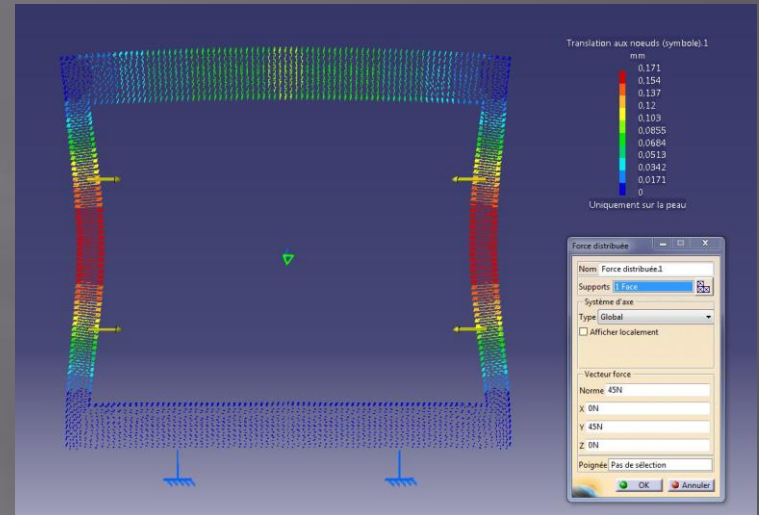 Translation aux noeuds (symbole).1
mm
0,171
0,154
0,137
0,12
0,103
0,0855
0,0684
0,0513
0,0342
0,0171
0
Uniquement sur la peau
Force distribuée
Nom Force distribuée.1
Supports 1 Face
Système d'axe
Type Global
Afficher localement
Vecteur force
Norme 45N
X 0N
Y 45N
Z 0N
Poignée Pas de sélection
OK Annuler